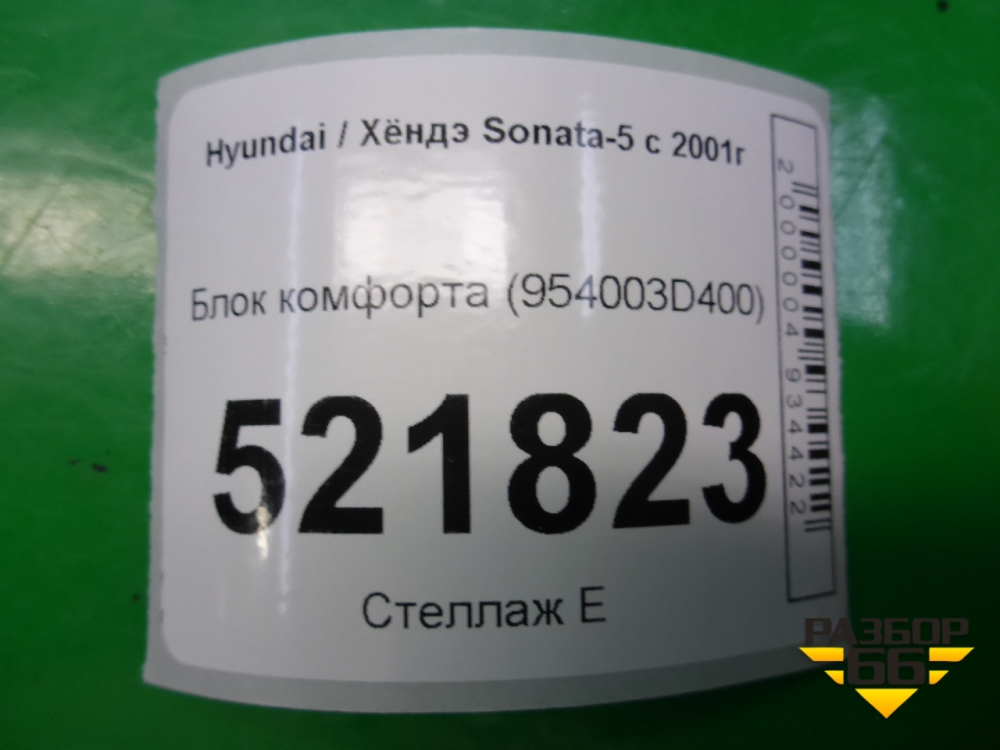 Hyundai / Хёндэ Sonata-5 с 2001г
Блок комфорта (954003D400)
521823
Стеллаж Е
2000004934422
РАЗБОР
66